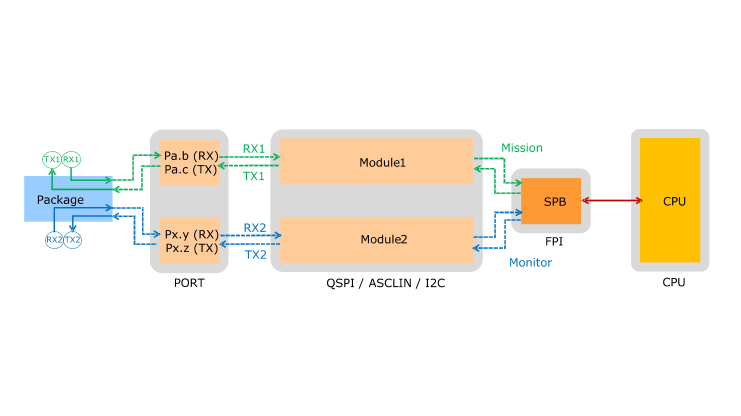 TX1 RX1
Package
RX2 TX2
Pa.b (RX)
Pa.c (TX)
Px.y (RX)
Px.z (TX)
PORT
RX1
TX1
RX2
TX2
Module1
Module2
QSPI / ASCLIN / I2C
Mission
Monitor
SPB
FPI
CPU
CPU